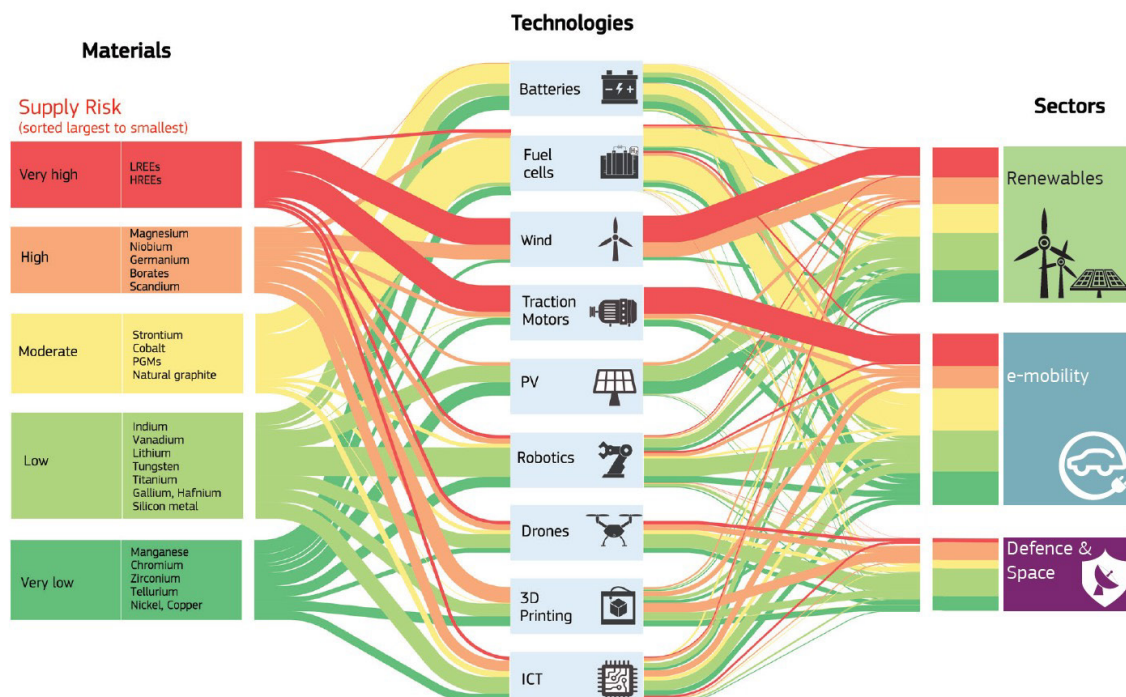 Technologies
Materials
Supply Risk
(sorted largest to smallest)
Very high
LREEs
HREEs
High
Magnesium
Niobium
Germanium
Borates
Scandium
Moderate
Strontium
Cobalt
PGMs
Natural graphite
Low
Indium
Vanadium
Lithium
Tungsten
Titanium
Gallium, Hafnium
Silicon metal
Very low
Manganese
Chromium
Zirconium
Tellurium
Nickel, Copper
Batteries
Fuel
cells
Wind
Traction
Motors
PV
Robotics
Drones
3D
Printing
ICT
Sectors
Renewables
e-mobility
Defence &
Space